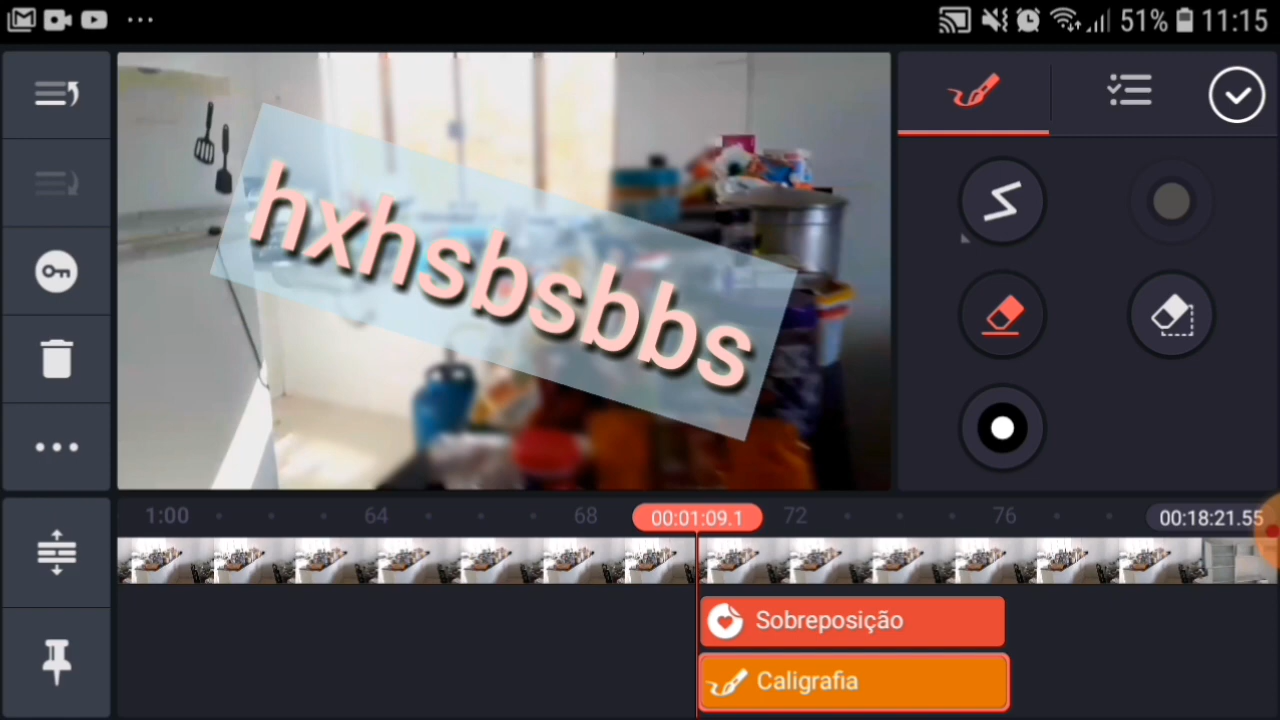 51% 11:15
hxhsbsbbs
1:00 64 68 00:01:09.1 72 76 00:18:21.55
Sobreposição
Caligrafia